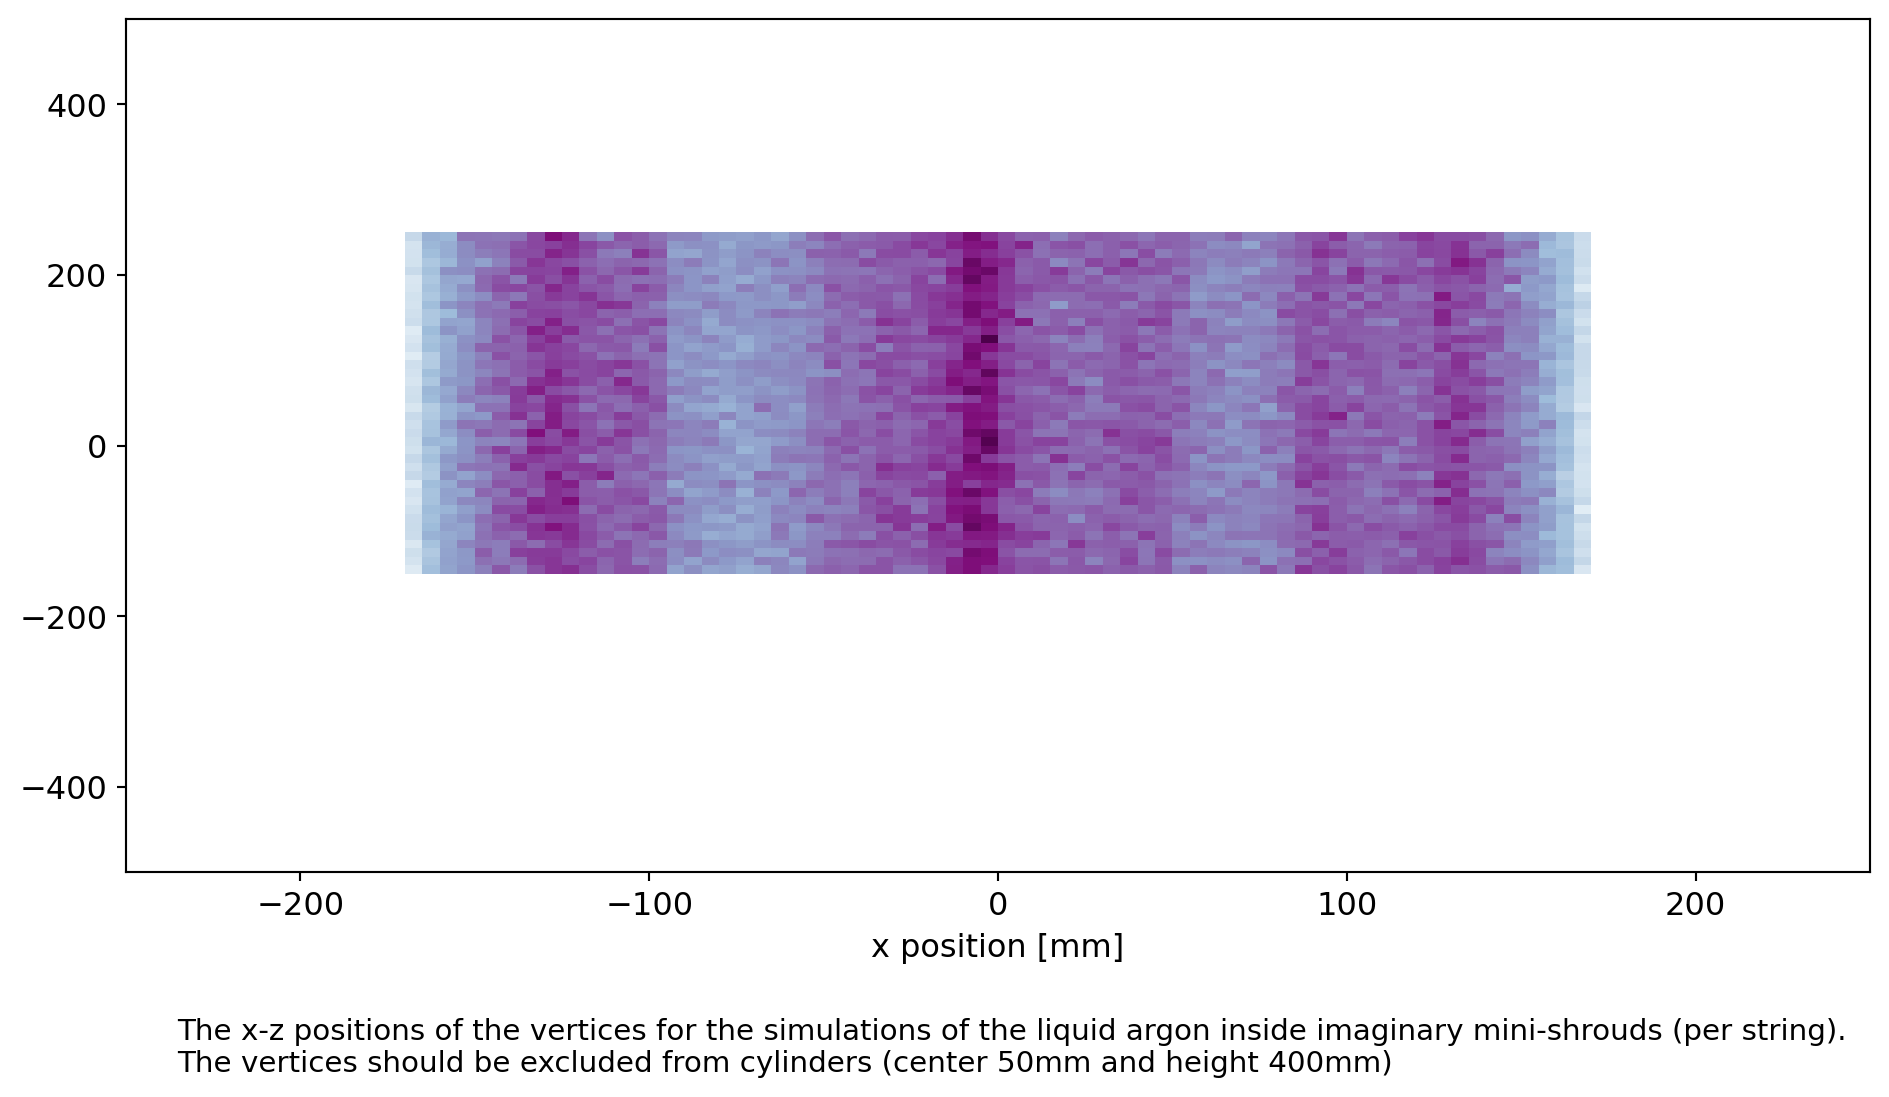 400
200
0
−200
−400
−200 −100 0 100 200
x position [mm]
The x-z positions of the vertices for the simulations of the liquid argon inside imaginary mini-shrouds (per string).
The vertices should be excluded from cylinders (center 50mm and height 400mm)